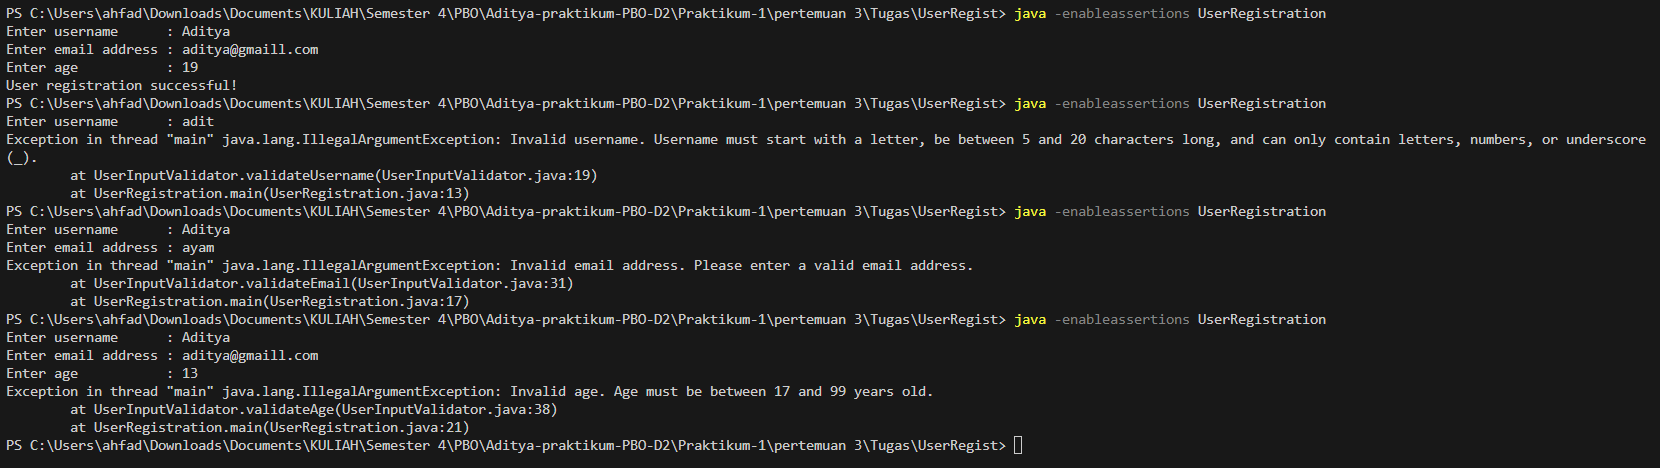 PS C:\Users\ahfad\Downloads\Documents\KULIAH\Semester 4\PBO\Aditya-praktikum-PBO-D2\Praktikum-1\pertemuan 3\Tugas\UserRegist> java -enableassertions UserRegistration
Enter username      : Aditya
Enter email address : aditya@gmaill.com
Enter age           : 19
User registration successful!
PS C:\Users\ahfad\Downloads\Documents\KULIAH\Semester 4\PBO\Aditya-praktikum-PBO-D2\Praktikum-1\pertemuan 3\Tugas\UserRegist> java -enableassertions UserRegistration
Enter username      : adit
Exception in thread "main" java.lang.IllegalArgumentException: Invalid username. Username must start with a letter, be between 5 and 20 characters long, and can only contain letters, numbers, or underscore
(_).
        at UserInputValidator.validateUsername(UserInputValidator.java:19)
        at UserRegistration.main(UserRegistration.java:13)
PS C:\Users\ahfad\Downloads\Documents\KULIAH\Semester 4\PBO\Aditya-praktikum-PBO-D2\Praktikum-1\pertemuan 3\Tugas\UserRegist> java -enableassertions UserRegistration
Enter username      : Aditya
Enter email address : ayam
Exception in thread "main" java.lang.IllegalArgumentException: Invalid email address. Please enter a valid email address.
        at UserInputValidator.validateEmail(UserInputValidator.java:31)
        at UserRegistration.main(UserRegistration.java:17)
PS C:\Users\ahfad\Downloads\Documents\KULIAH\Semester 4\PBO\Aditya-praktikum-PBO-D2\Praktikum-1\pertemuan 3\Tugas\UserRegist> java -enableassertions UserRegistration
Enter username      : Aditya
Enter email address : aditya@gmaill.com
Enter age           : 13
Exception in thread "main" java.lang.IllegalArgumentException: Invalid age. Age must be between 17 and 99 years old.
        at UserInputValidator.validateAge(UserInputValidator.java:38)
        at UserRegistration.main(UserRegistration.java:21)
PS C:\Users\ahfad\Downloads\Documents\KULIAH\Semester 4\PBO\Aditya-praktikum-PBO-D2\Praktikum-1\pertemuan 3\Tugas\UserRegist>